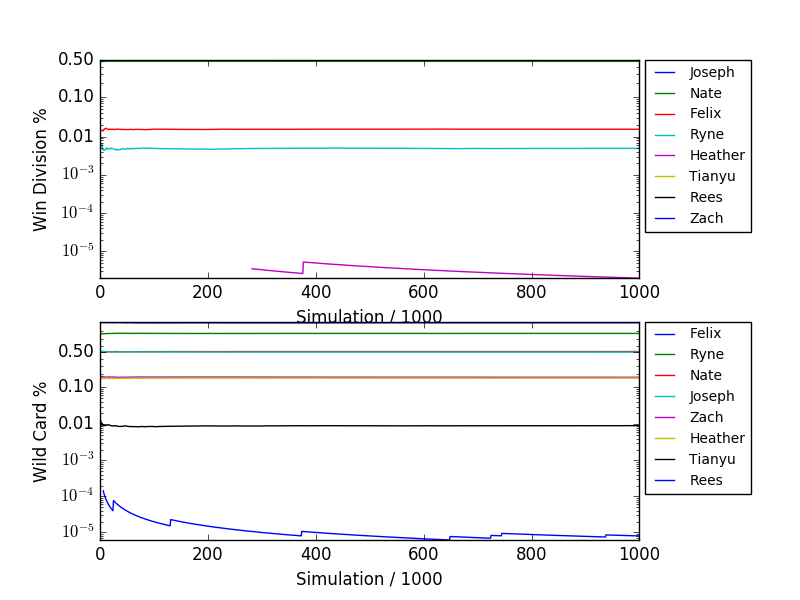 0.50
0.10
0.01
10⁻³
10⁻⁴
10⁻⁵
Win Division %
0 200 400 600 800 1000
Simulation / 1000
Joseph
Nate
Felix
Ryne
Heather
Tianyu
Rees
Zach
0.50
0.10
0.01
10⁻³
10⁻⁴
10⁻⁵
Wild Card %
0 200 400 600 800 1000
Simulation / 1000
Felix
Ryne
Nate
Joseph
Zach
Heather
Tianyu
Rees